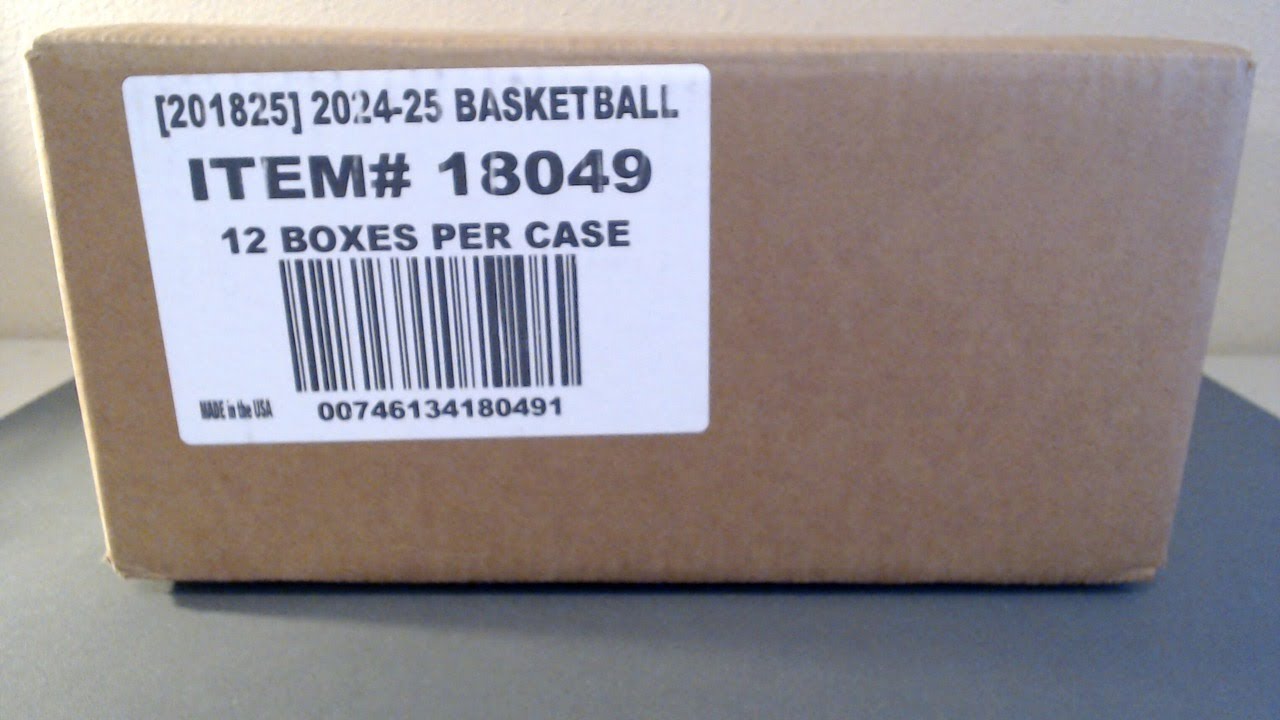 [201825] 2024-25 BASKETBALL
ITEM# 18049
12 BOXES PER CASE
MADE in the USA
00746134180491